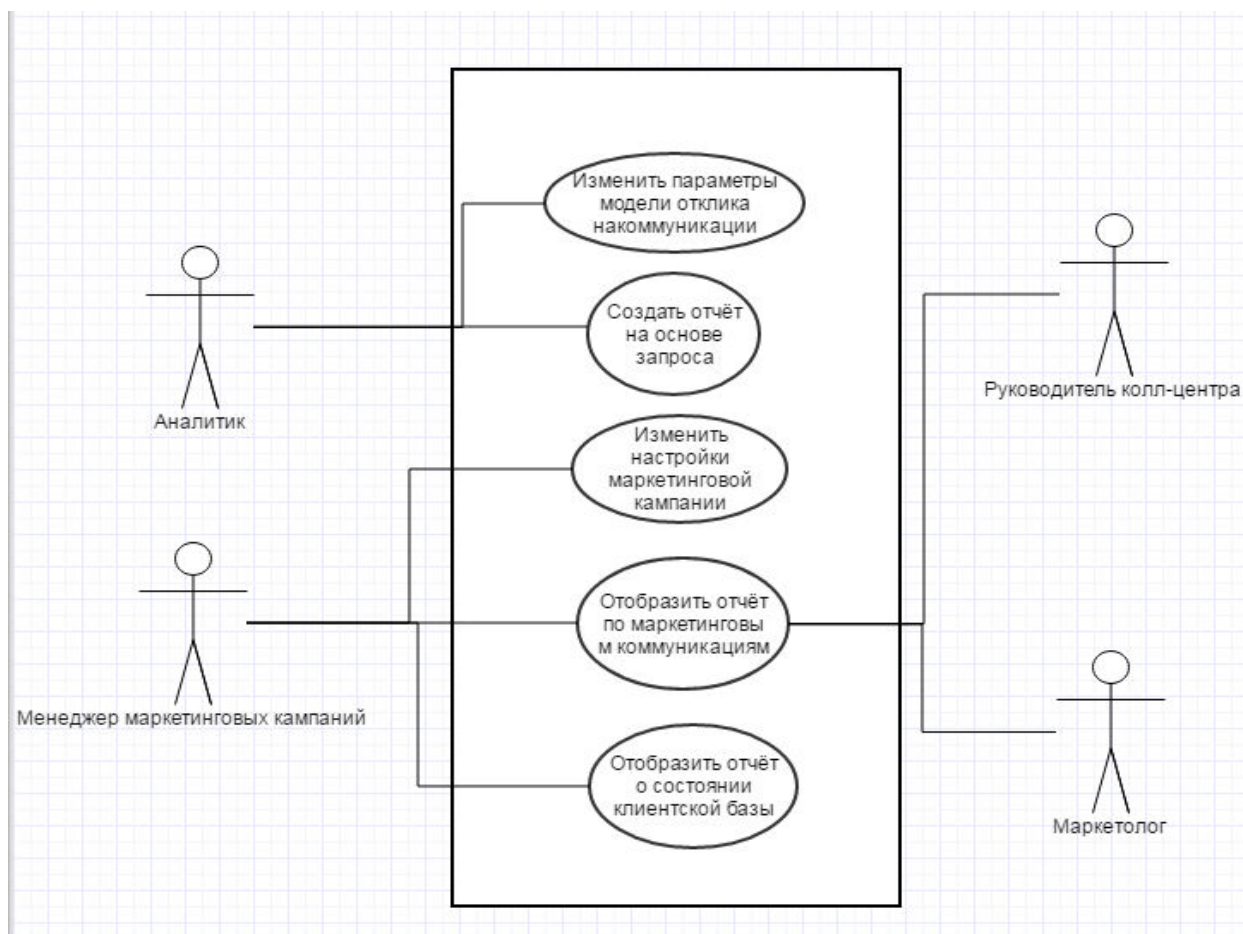 Изменить параметры
модели отклика
накоммуникации
Создать отчёт
на основе
запроса
Аналитик
Руководитель колл-центра
Изменить
настройки
маркетинговой
кампании
Отобразить отчёт
по маркетинговы
м коммуникациям
Менеджер маркетинговых кампаний
Отобразить отчёт
о состоянии
клиентской базы
Маркетолог